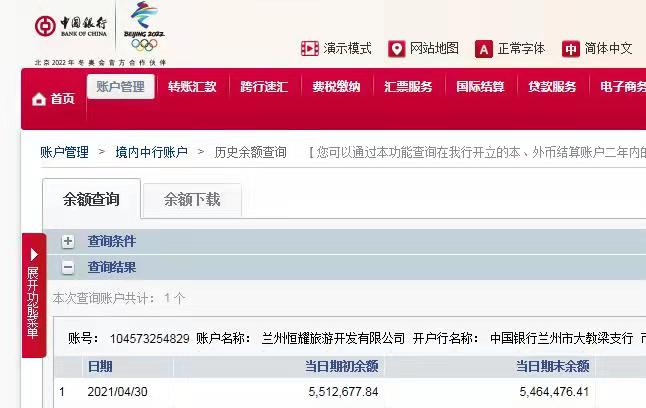 中国银行
BANK OF CHINA
BEIJING 2022
北京2022年冬奥会官方合作伙伴
演示模式 网站地图 A 正常字体 中 简体中文
首页 账户管理 转账汇款 跨行速汇 费税缴纳 汇票服务 国际结算 贷款服务 电子商务
账户管理 > 境内中行账户 > 历史余额查询 [ 您可以通过本功能查询在我行开立的本、外币结算账户二年内的
余额查询 余额下载
查询条件
查询结果
展开功能菜单
本次查询账户共计: 1 个
账号: 104573254829 账户名称: 兰州恒耀旅游开发有限公司 开户行名称: 中国银行兰州市大教梁支行
日期 当日期初余额 当日期末余额
1 2021/04/30 5,512,677.84 5,464,476.41